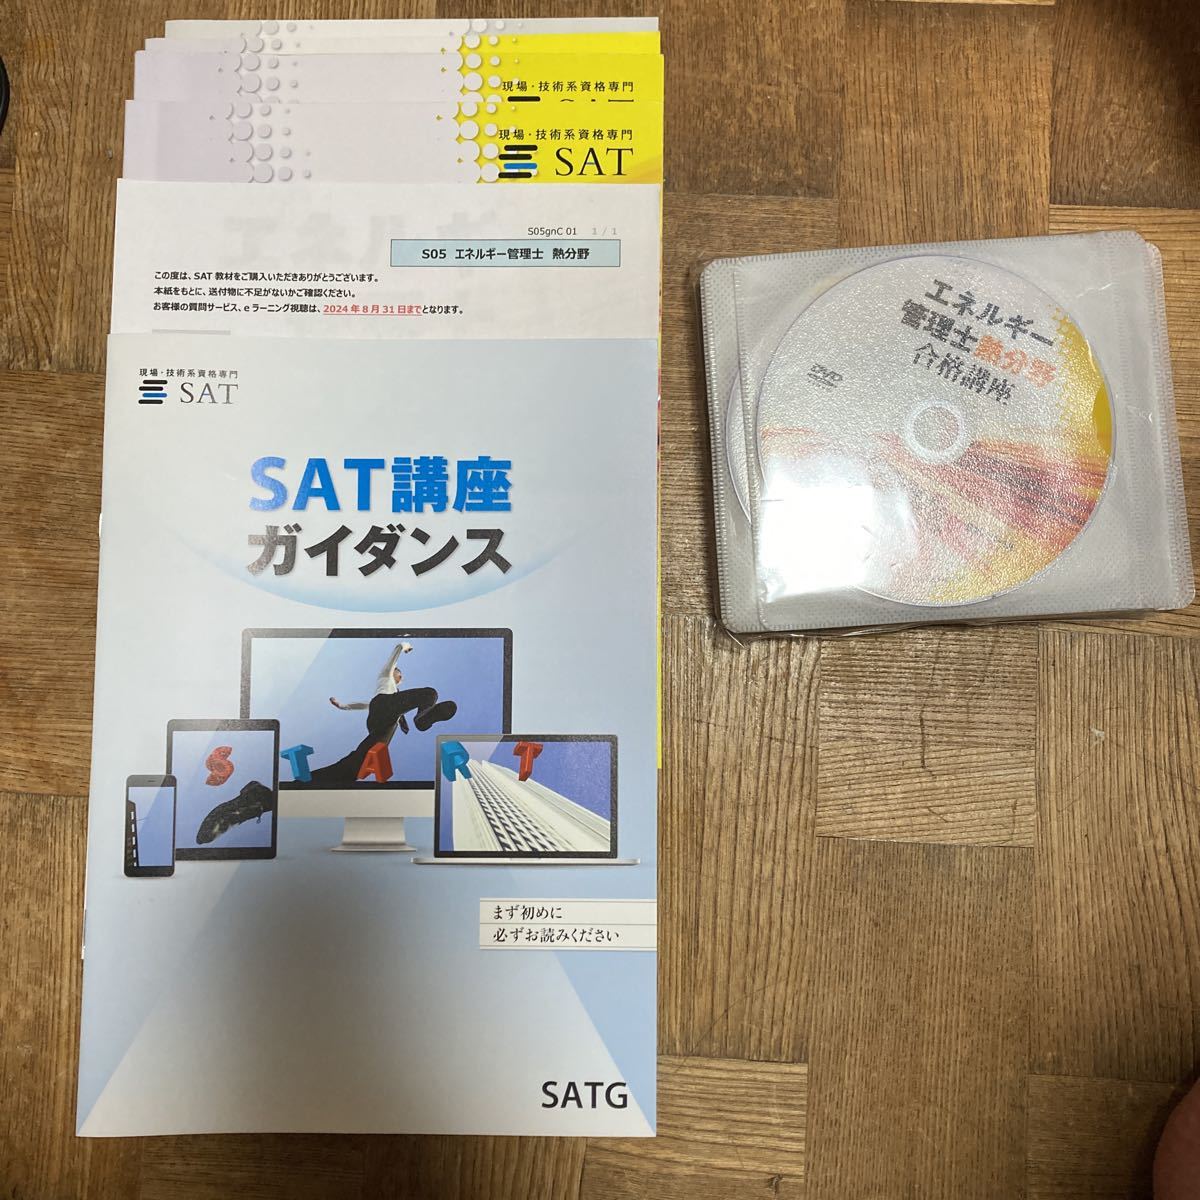 現場・技術系資格専門
現場・技術系資格専門
SAT
S05gnC 01 1 / 1
S05 エネルギー管理士 熱分野
この度は、SAT 教材をご購入いただきありがとうございます。
本紙をもとに、送付物に不足がないかご確認ください。
お客様の質問サービス、eラーニング視聴は、2024年8月31日までとなります。
現場・技術系資格専門
SAT
SAT講座
ガイダンス
START
まず初めに
必ずお読みください
SATG
エネルギー
管理士熱分野
合格講座
DVD